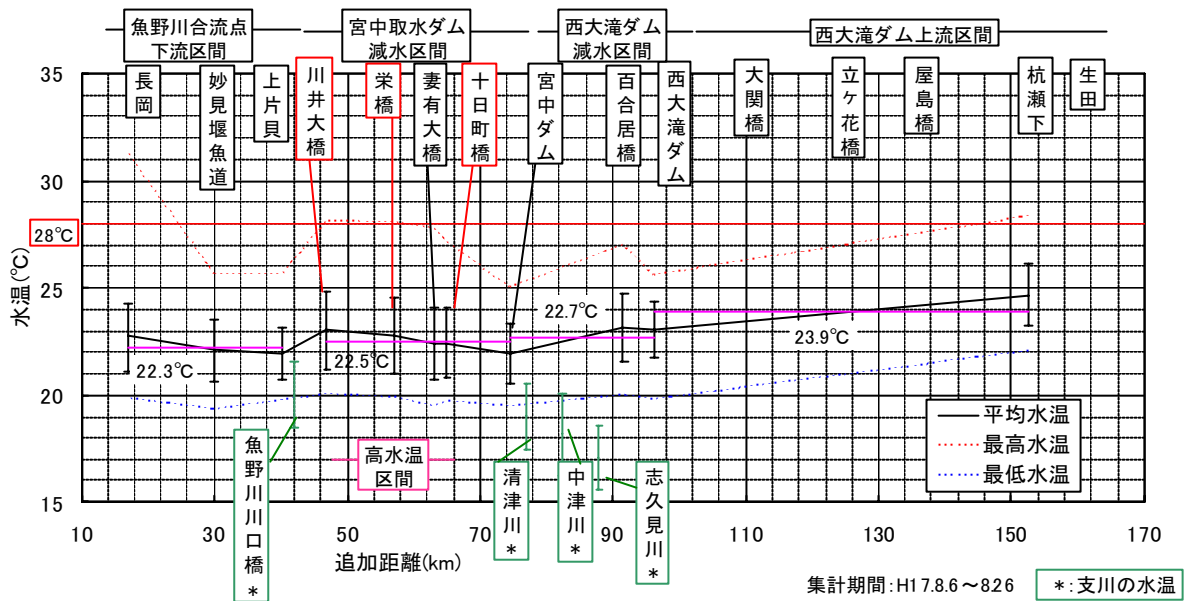 魚野川合流点
下流区間
宮中取水ダム
減水区間
西大滝ダム
減水区間
西大滝ダム上流区間
長岡
妙見堰魚道
上片貝
川井大橋
栄橋
妻有大橋
十日町橋
宮中ダム
百合居橋
西大滝ダム
大関橋
立ヶ花橋
屋島橋
杭瀬下
生田
35
30
28℃
25
20
15
水温(℃)
22.3℃
22.5℃
22.7℃
23.9℃
平均水温
最高水温
最低水温
高水温
区間
魚野川川口橋*
清津川*
中津川*
志久見川*
10
30
50
70
90
110
130
150
170
追加距離(km)
集計期間:H17.8.6~8.26
*:支川の水温